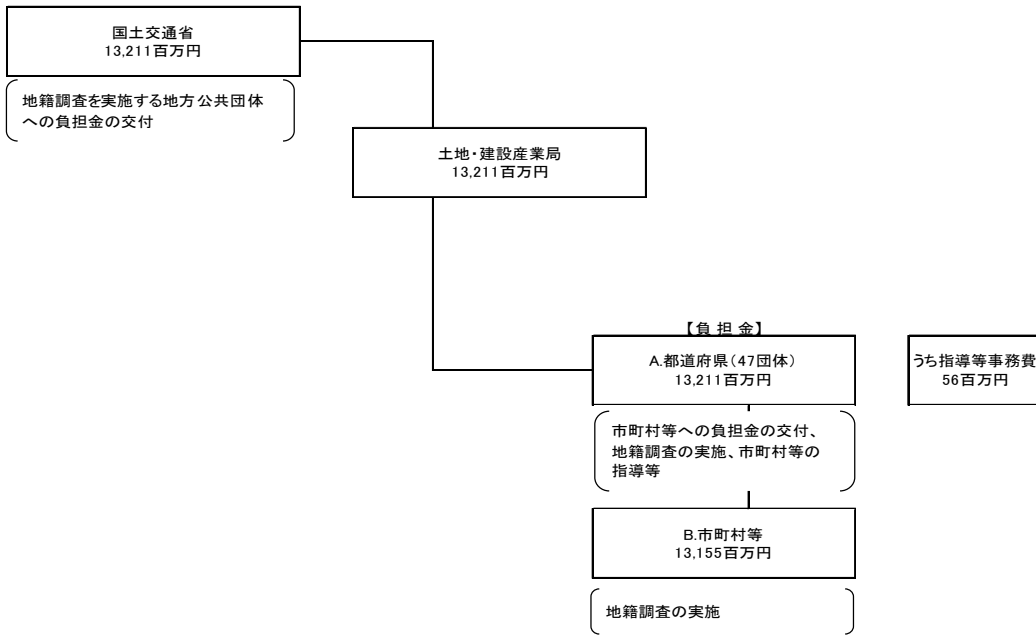 国土交通省
13,211百万円
地籍調査を実施する地方公共団体
への負担金の交付
土地・建設産業局
13,211百万円
【負 担 金】
A.都道府県(47団体)
13,211百万円
うち指導等事務費
56百万円
市町村等への負担金の交付、
地籍調査の実施、市町村等の
指導等
B.市町村等
13,155百万円
地籍調査の実施